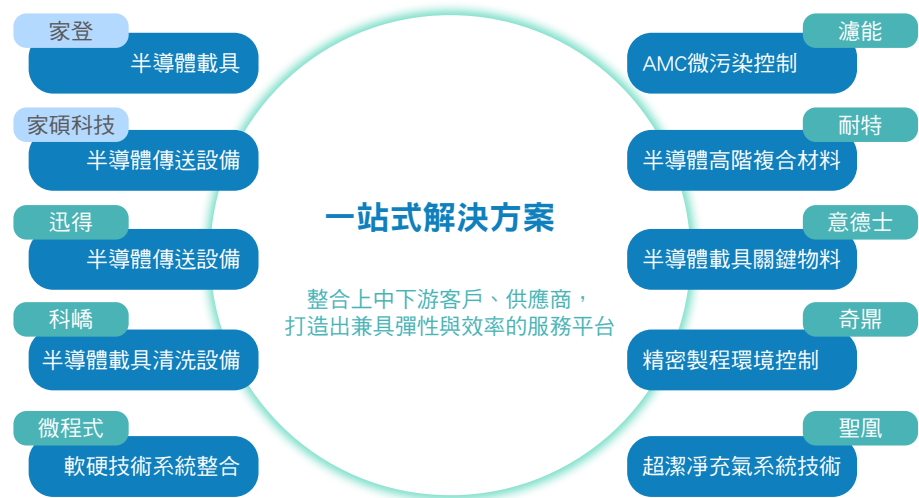 家登
半導體載具
家碩科技
半導體傳送設備
迅得
半導體傳送設備
科嶠
半導體載具清洗設備
微程式
軟硬技術系統整合
一站式解決方案
整合上中下游客戶、供應商，
打造出兼具彈性與效率的服務平台
濾能
AMC微污染控制
耐特
半導體高階複合材料
意德士
半導體載具關鍵物料
奇鼎
精密製程環境控制
聖凰
超潔凈充氣系統技術